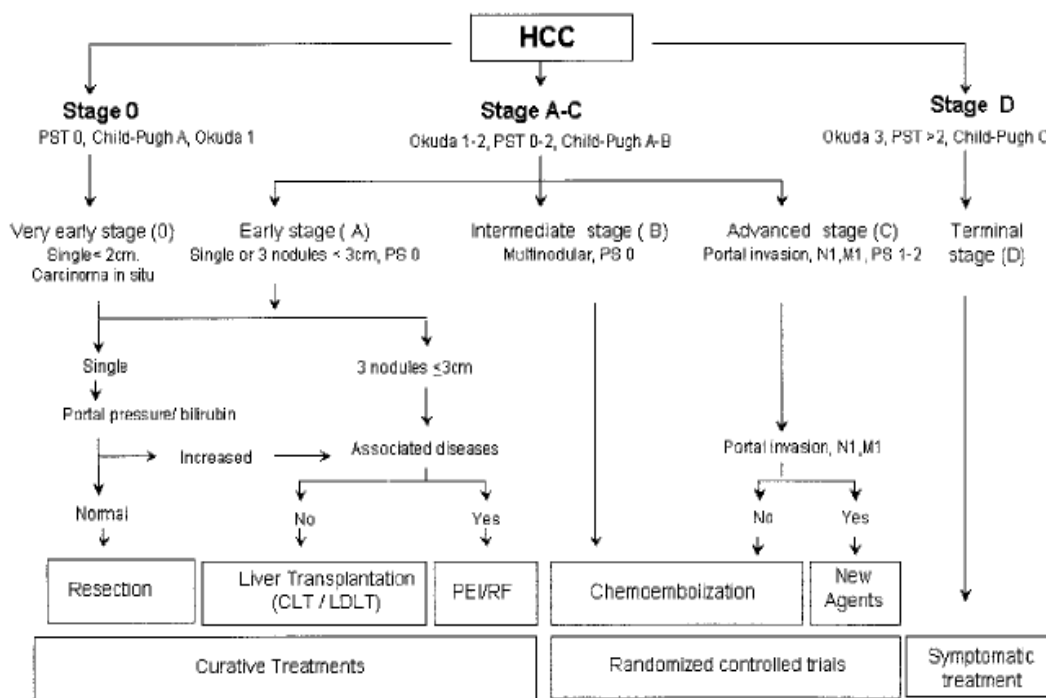 HCC
Stage 0
PST 0, Child-Pugh A, Okuda 1
Stage A-C
Okuda 1-2, PST 0-2, Child-Pugh A-B
Stage D
Okuda 3, PST >2, Child-Pugh C
Very early stage (0)
Single< 2cm.
Carcinoma in situ
Early stage ( A)
Single or 3 nodules < 3cm, PS 0
Intermediate stage ( B)
Multinodular, PS 0
Advanced stage (C)
Portal invasion, N1,M1, PS 1-2
Terminal
stage (D)
Single
3 nodules ≤3cm
Portal pressure/ bilirubin
Increased
Associated diseases
Portal invasion, N1,M1
Normal
No
Yes
No
Yes
Resection
Liver Transplantation
(CLT / LDLT)
PEI/RF
Chemoembolization
New
Agents
Curative Treatments
Randomized controlled trials
Symptomatic
treatment